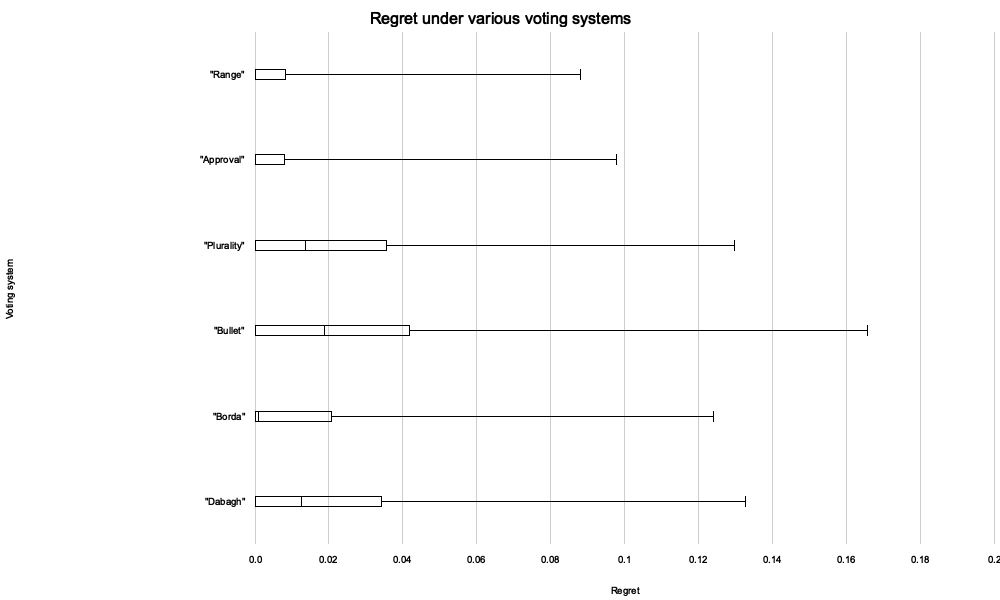 Regret under various voting systems
"Range"
"Approval"
"Plurality"
"Bullet"
"Borda"
"Dabagh"
Voting system
0.0 0.02 0.04 0.06 0.08 0.1 0.12 0.14 0.16 0.18 0.2
Regret